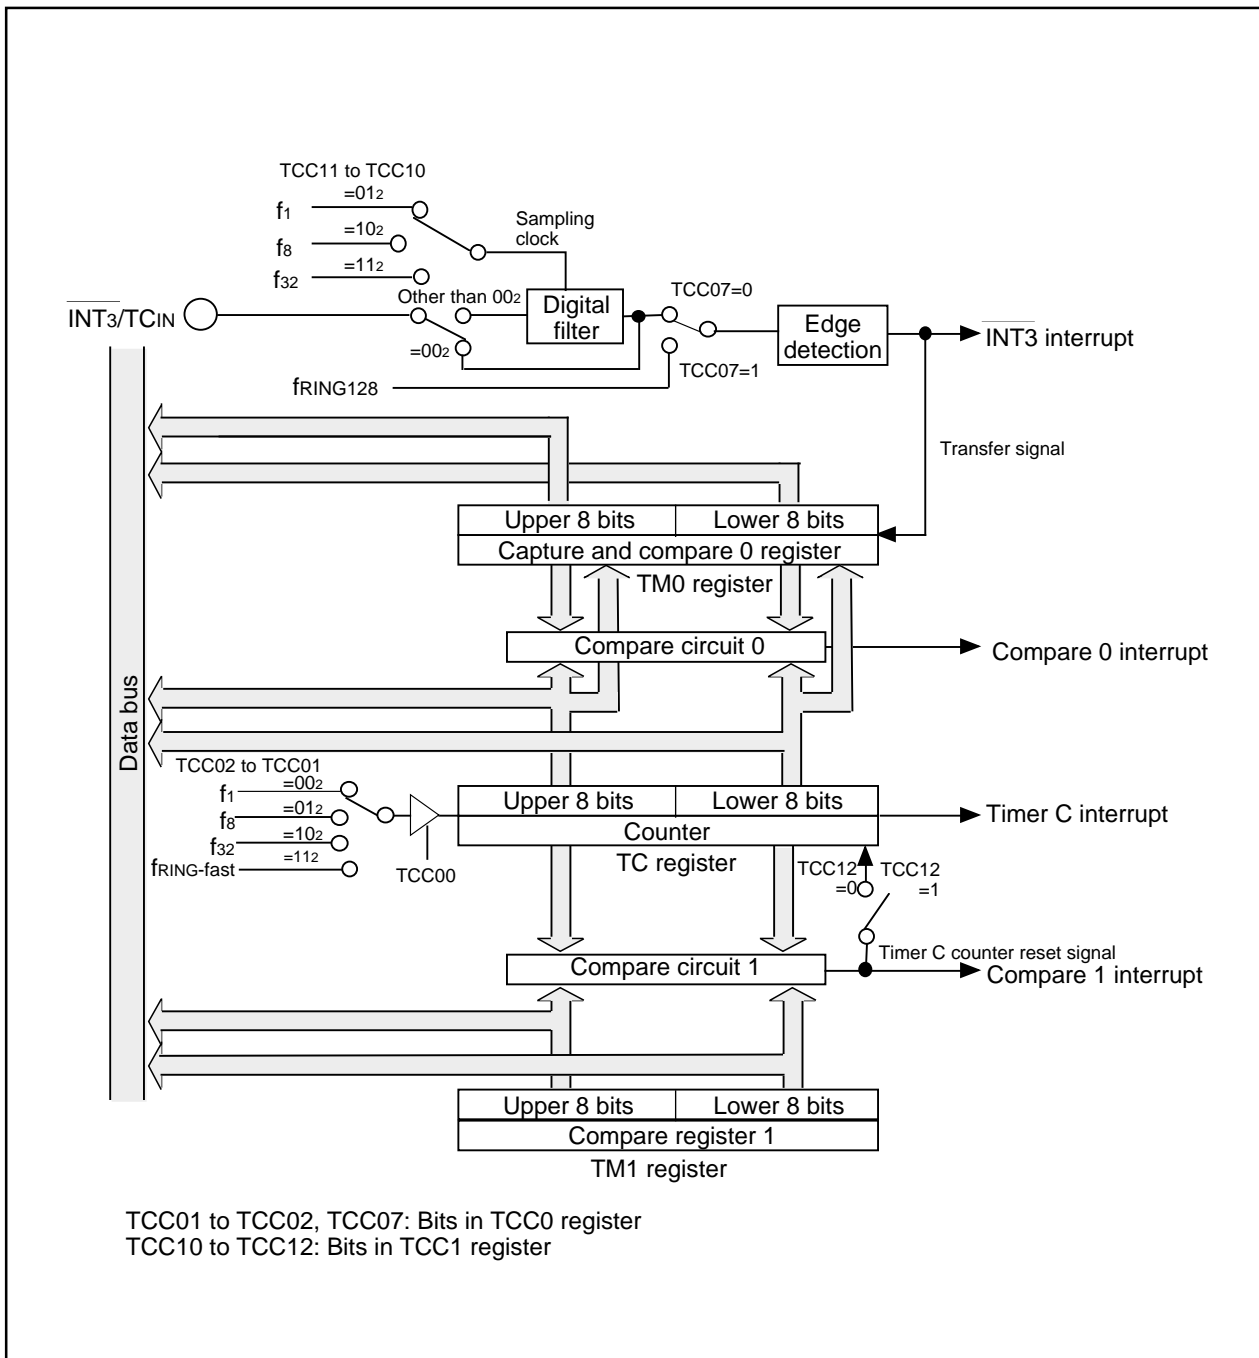 TCC11 to TCC10
f1 =012
f8 =102
f32 =112
Sampling
clock
INT3/TCIN
Other than 002
=002
Digital
filter
TCC07=0
TCC07=1
fRING128
Edge
detection
INT3 interrupt
Transfer signal
Upper 8 bits Lower 8 bits
Capture and compare 0 register
TM0 register
Compare circuit 0
Compare 0 interrupt
Data bus
TCC02 to TCC01
f1 =002
f8 =012
f32 =102
fRING-fast =112
TCC00
Upper 8 bits Lower 8 bits
Counter
TC register
Timer C interrupt
TCC12
=0
TCC12
=1
Timer C counter reset signal
Compare circuit 1
Compare 1 interrupt
Upper 8 bits Lower 8 bits
Compare register 1
TM1 register
TCC01 to TCC02, TCC07: Bits in TCC0 register
TCC10 to TCC12: Bits in TCC1 register